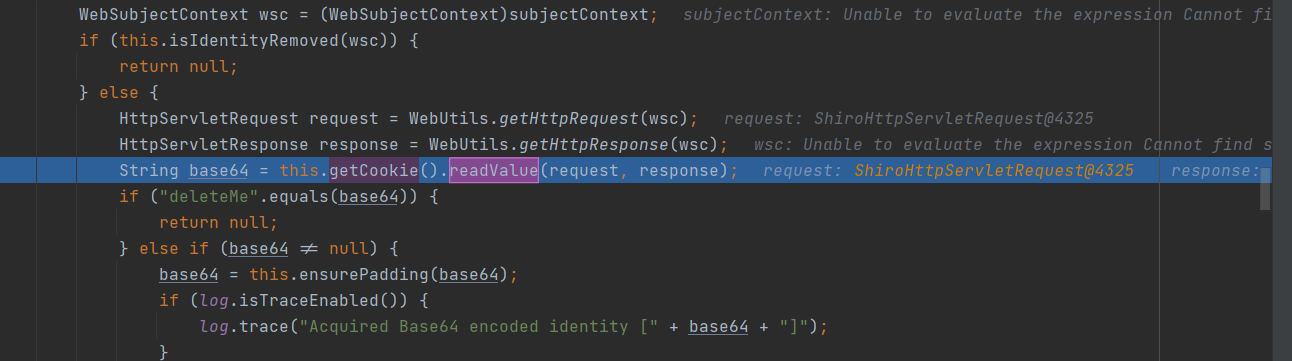 WebSubjectContext wsc = (WebSubjectContext)subjectContext;  subjectContext: Unable to evaluate the expression Cannot fi
if (this.isIdentityRemoved(wsc)) {
return null;
} else {
HttpServletRequest request = WebUtils.getHttpRequest(wsc);  request: ShiroHttpServletRequest@4325
HttpServletResponse response = WebUtils.getHttpResponse(wsc);  wsc: Unable to evaluate the expression Cannot find s
String base64 = this.getCookie().readValue(request, response);  request: ShiroHttpServletRequest@4325  response:
if ("deleteMe".equals(base64)) {
return null;
} else if (base64 ≠ null) {
base64 = this.ensurePadding(base64);
if (log.isTraceEnabled()) {
log.trace("Acquired Base64 encoded identity [" + base64 + "]");
}